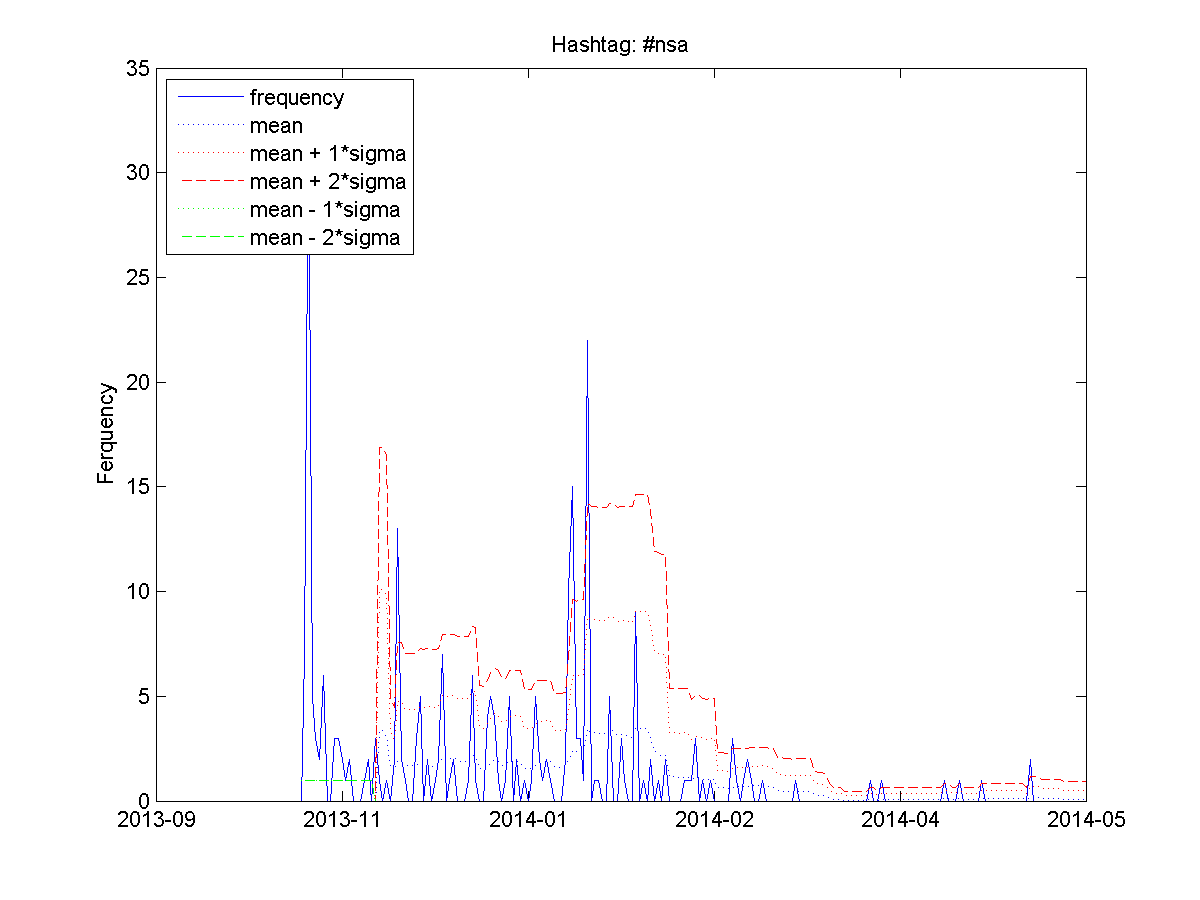 Hashtag: #nsa
35
frequency
mean
mean + 1*sigma
mean + 2*sigma
mean - 1*sigma
mean - 2*sigma
30
25
20
15
10
5
0
Ferquency
2013-09 2013-11 2014-01 2014-02 2014-04 2014-05